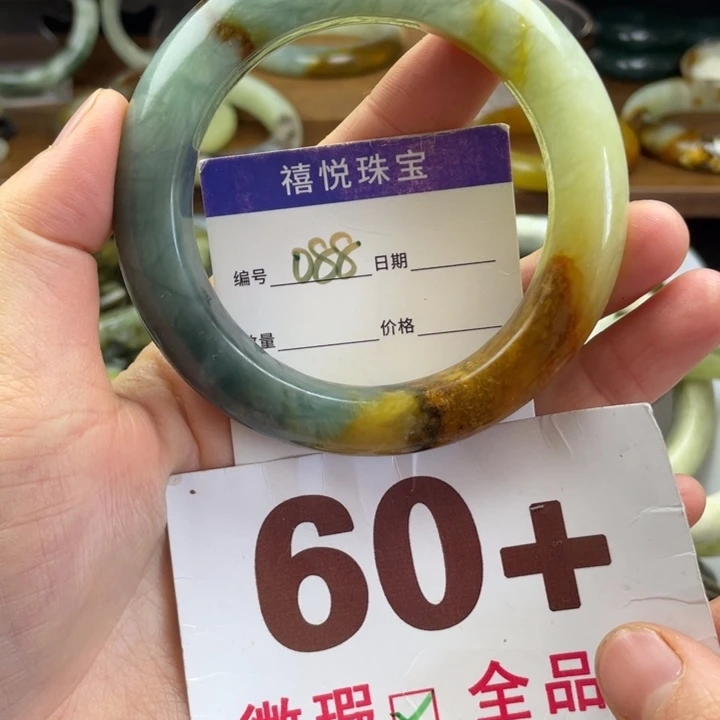 禧悦珠宝
编号 088 日期
数量 价格
60+
微瑕 ☑ 全品